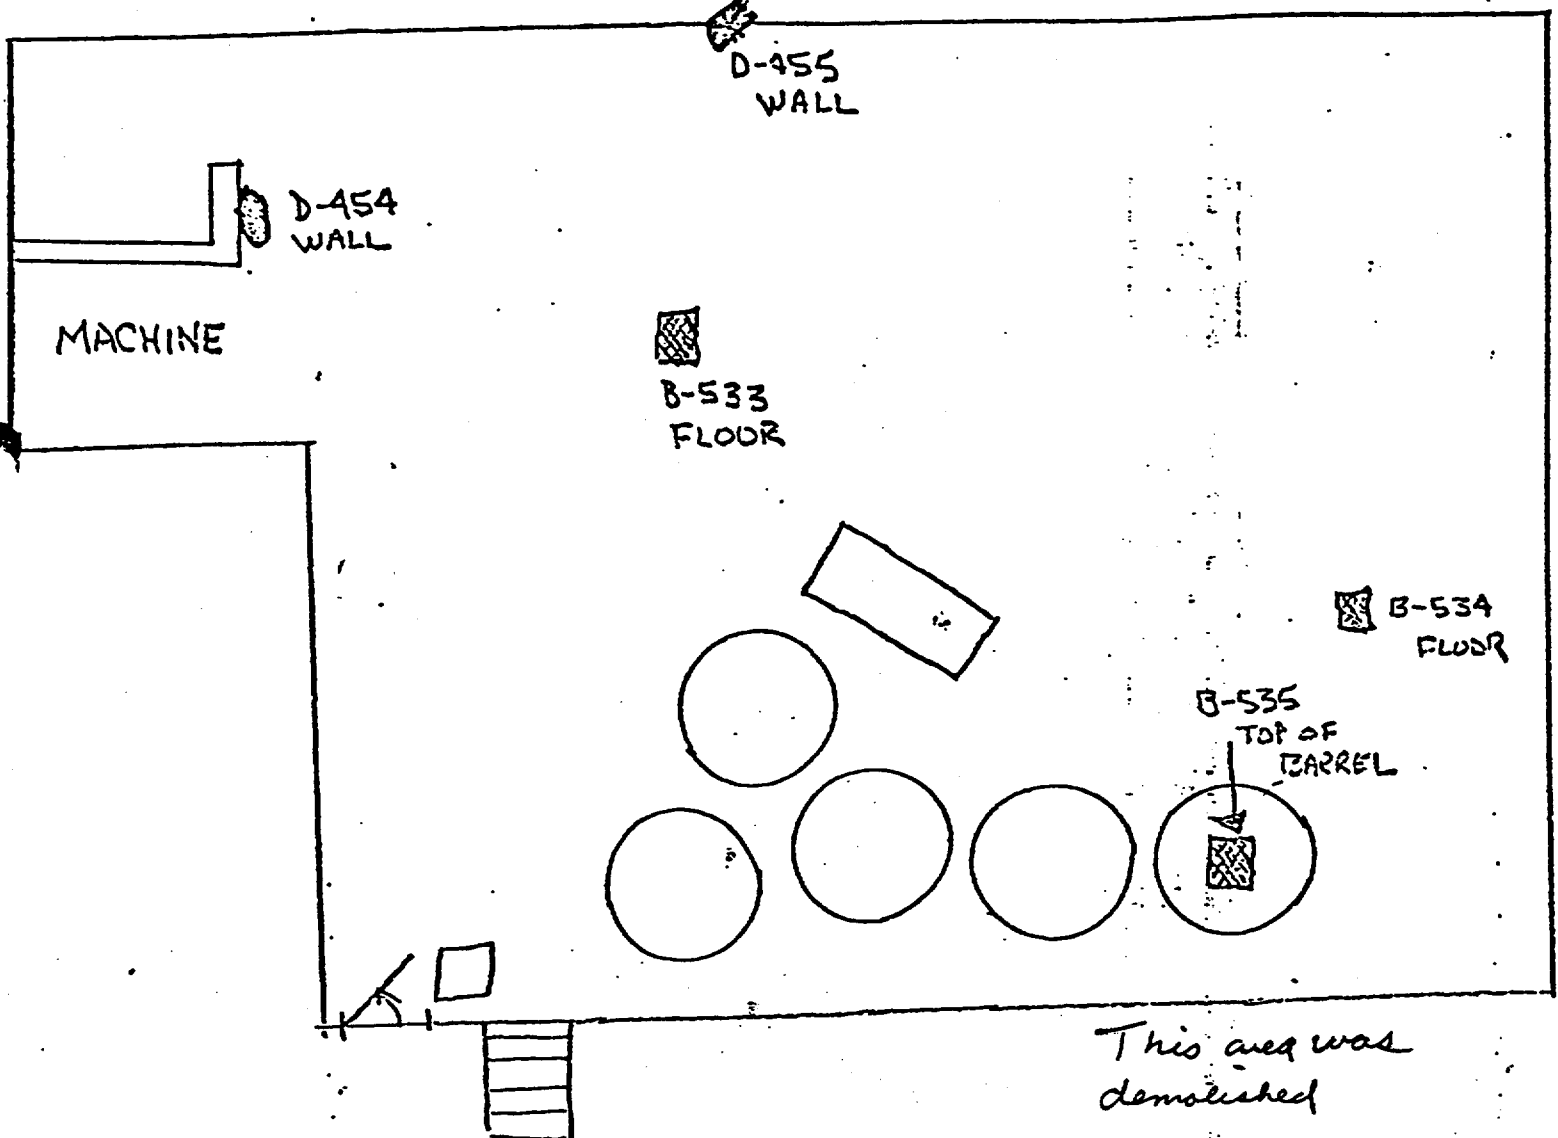 D-455
WALL
D-454
WALL
MACHINE
B-533
FLOOR
B-534
FLOOR
B-535
TOP OF
BARREL
This area was
demolished